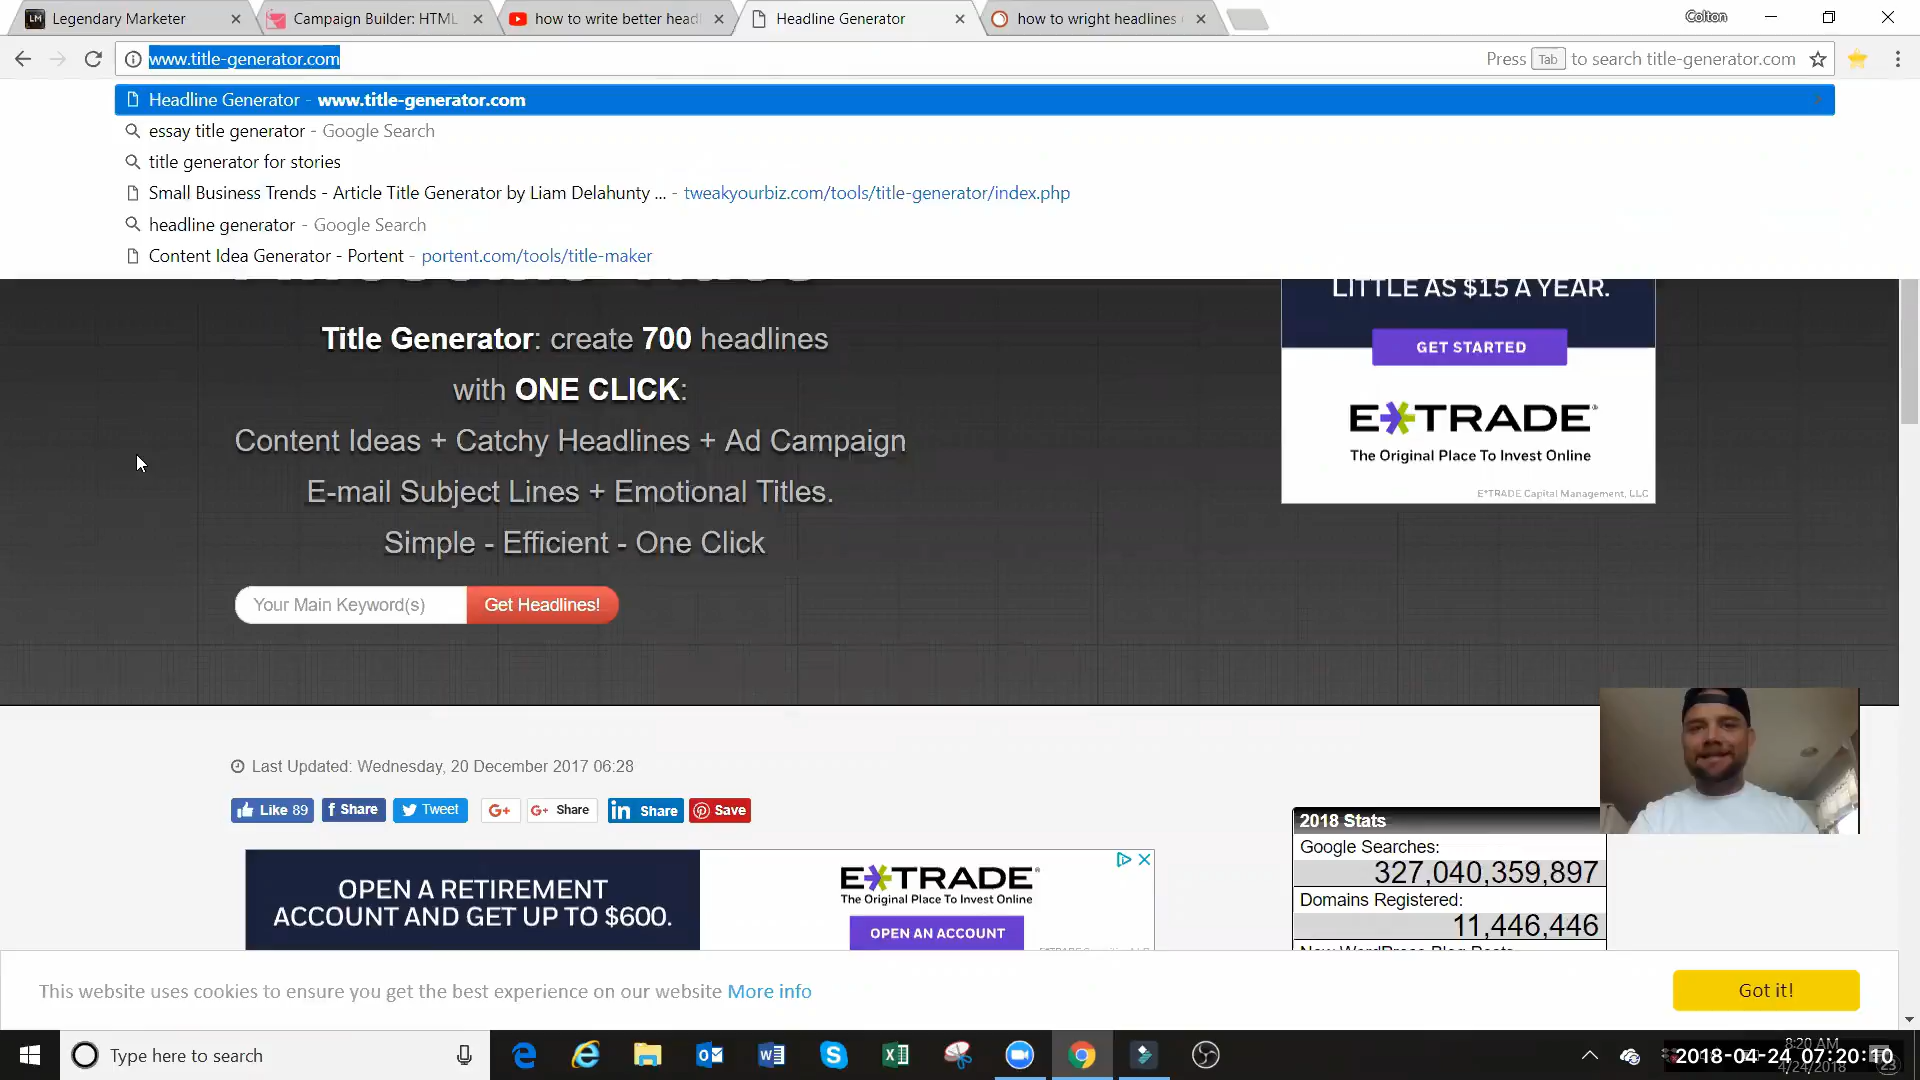 Legendary Marketer
Campaign Builder: HTML
how to write better head
Headline Generator
how to wright headlines
Colton
www.title-generator.com
Press Tab to search title-generator.com
Headline Generator - www.title-generator.com
essay title generator - Google Search
title generator for stories
Small Business Trends - Article Title Generator by Liam Delahunty ... - tweakyourbiz.com/tools/title-generator/index.php
headline generator - Google Search
Content Idea Generator - Portent - portent.com/tools/title-maker
LITTLE AS $15 A YEAR.
GET STARTED
E*TRADE
The Original Place To Invest Online
E*TRADE Capital Management, LLC
Title Generator: create 700 headlines
with ONE CLICK:
Content Ideas + Catchy Headlines + Ad Campaign
E-mail Subject Lines + Emotional Titles.
Simple - Efficient - One Click
Your Main Keyword(s)
Get Headlines!
Last Updated: Wednesday, 20 December 2017 06:28
Like 89
Share
Tweet
G+
G+ Share
in Share
Save
2018 Stats
Google Searches:
327,040,359,897
Domains Registered:
11,446,446
OPEN A RETIREMENT
ACCOUNT AND GET UP TO $600.
E*TRADE
The Original Place To Invest Online
OPEN AN ACCOUNT
This website uses cookies to ensure you get the best experience on our website More info
Got it!
Type here to search
8:20 AM
2018-04-24 07:20:10
4/24/2018
23